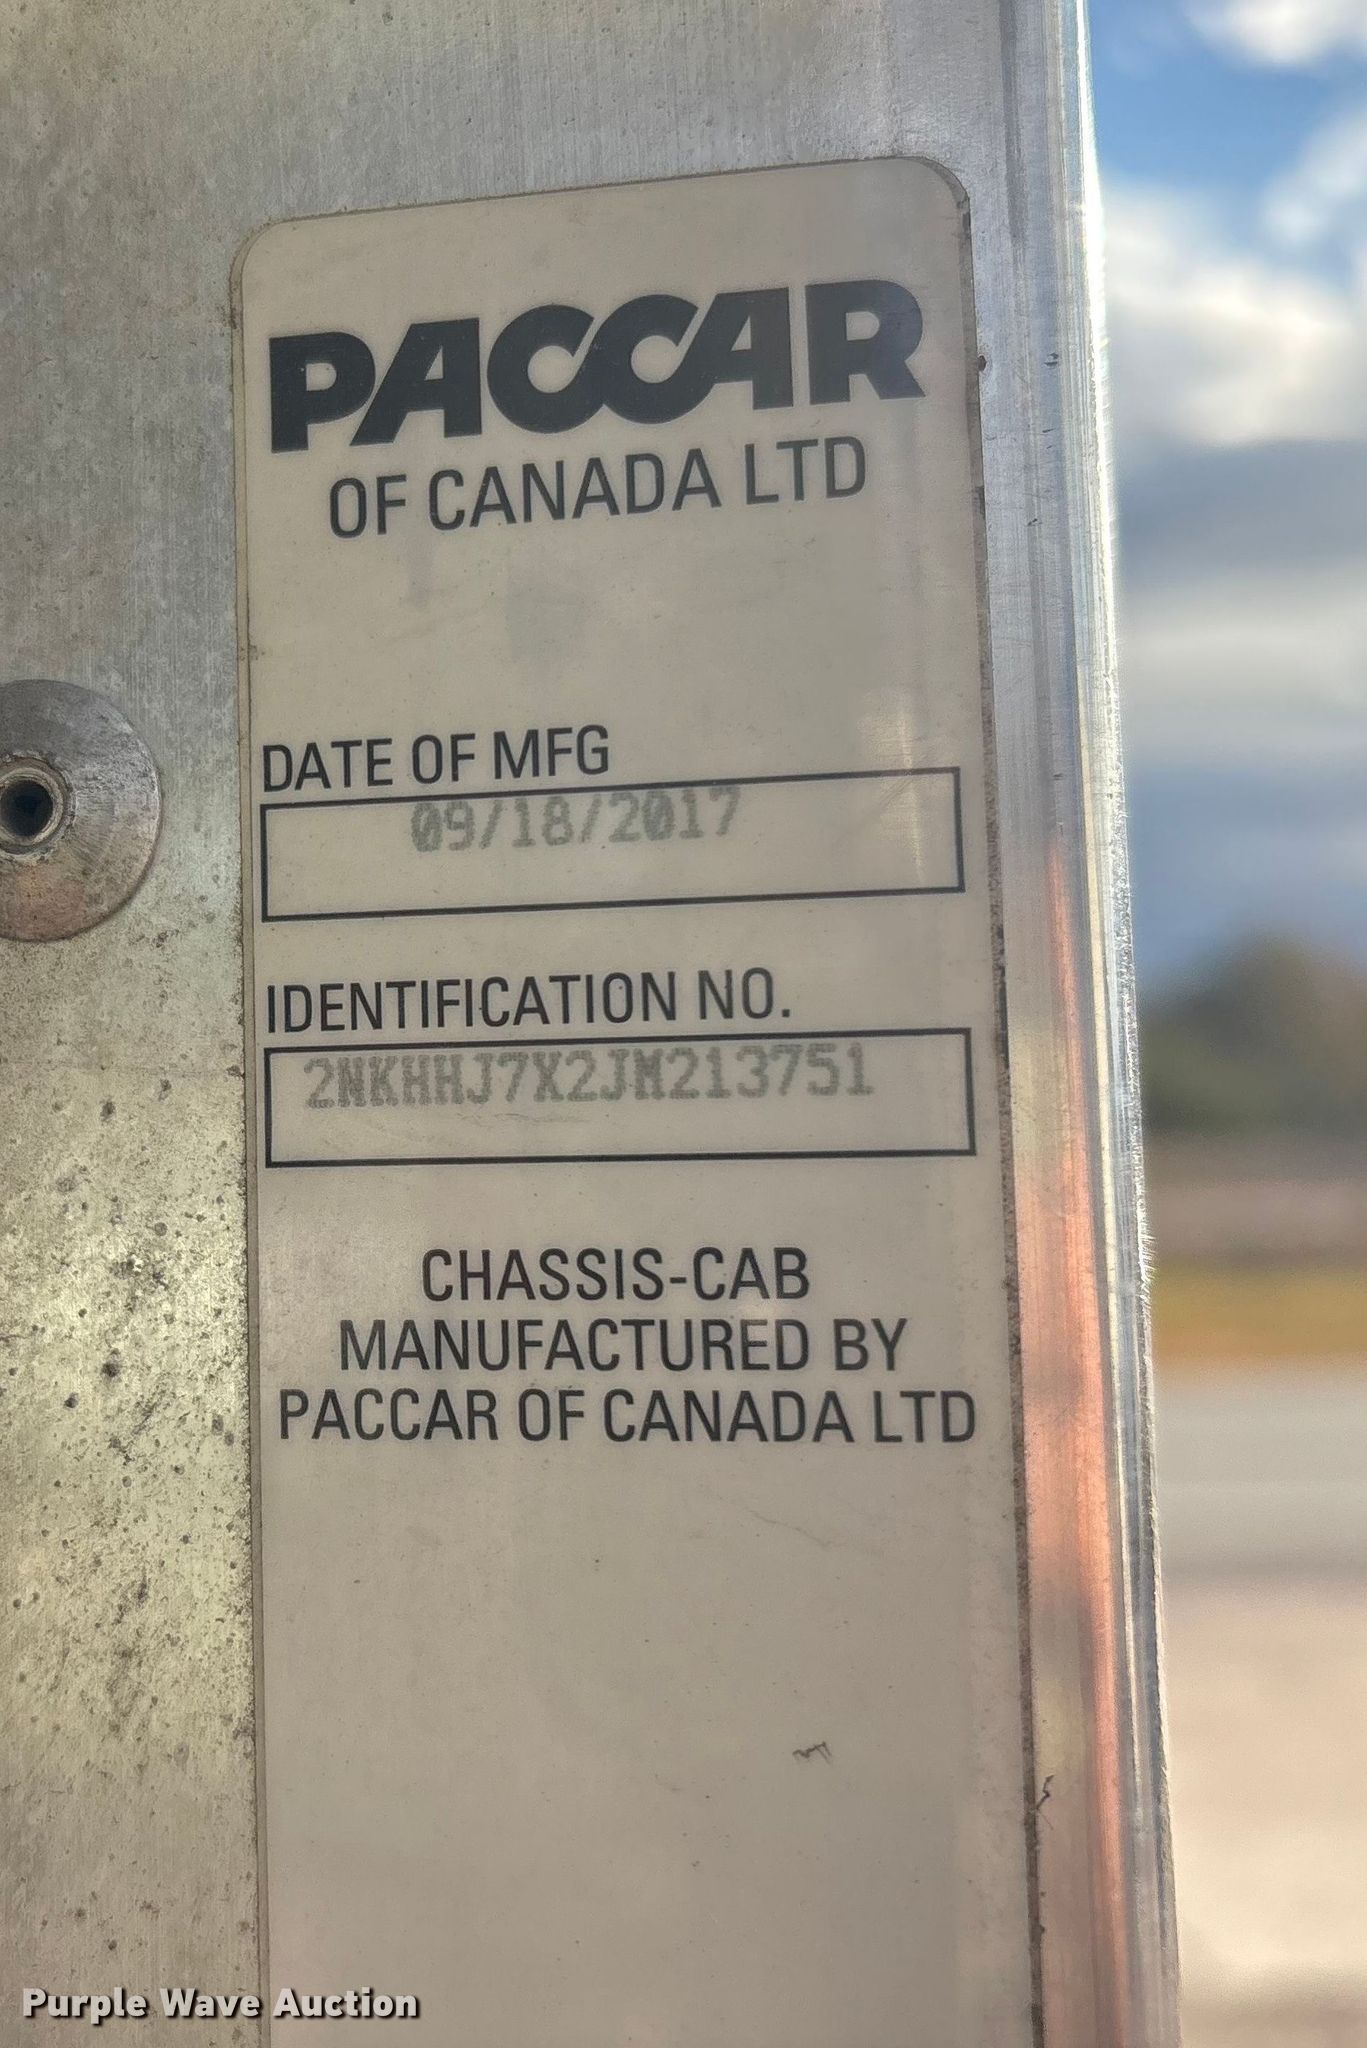 PACCAR
OF CANADA LTD
DATE OF MFG
09/18/2017
IDENTIFICATION NO.
2NKHHJ7X2JM213751
CHASSIS-CAB
MANUFACTURED BY
PACCAR OF CANADA LTD
Purple Wave Auction